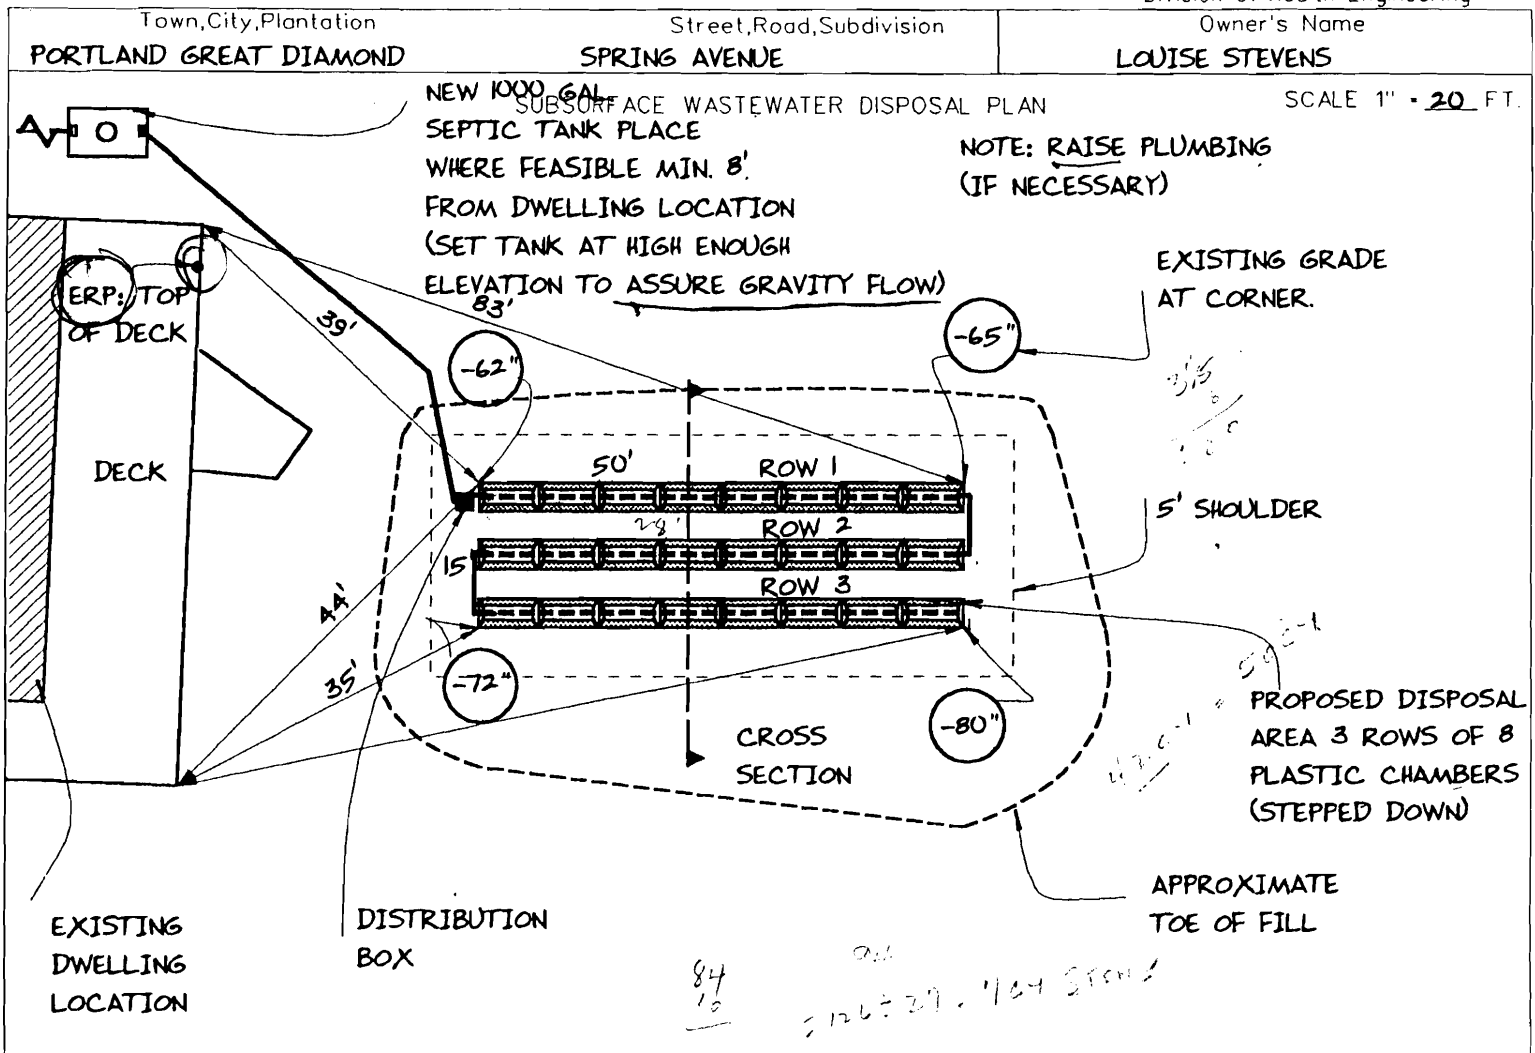 Town,City,Plantation
Street,Road,Subdivision
Owner's Name
PORTLAND GREAT DIAMOND
SPRING AVENUE
LOUISE STEVENS
SUBSURFACE WASTEWATER DISPOSAL PLAN
SCALE 1" = 20 FT.
NEW 1000 GAL
SEPTIC TANK PLACE
WHERE FEASIBLE MIN. 8'
FROM DWELLING LOCATION
(SET TANK AT HIGH ENOUGH
ELEVATION TO ASSURE GRAVITY FLOW)
NOTE: RAISE PLUMBING
(IF NECESSARY)
EXISTING GRADE
AT CORNER.
ERP: TOP
OF DECK
39'
83'
-62"
-65"
DECK
50'
ROW 1
28'
ROW 2
15
ROW 3
5' SHOULDER
44'
35'
-72"
-80"
CROSS
SECTION
PROPOSED DISPOSAL
AREA 3 ROWS OF 8
PLASTIC CHAMBERS
(STEPPED DOWN)
APPROXIMATE
TOE OF FILL
EXISTING
DWELLING
LOCATION
DISTRIBUTION
BOX
84